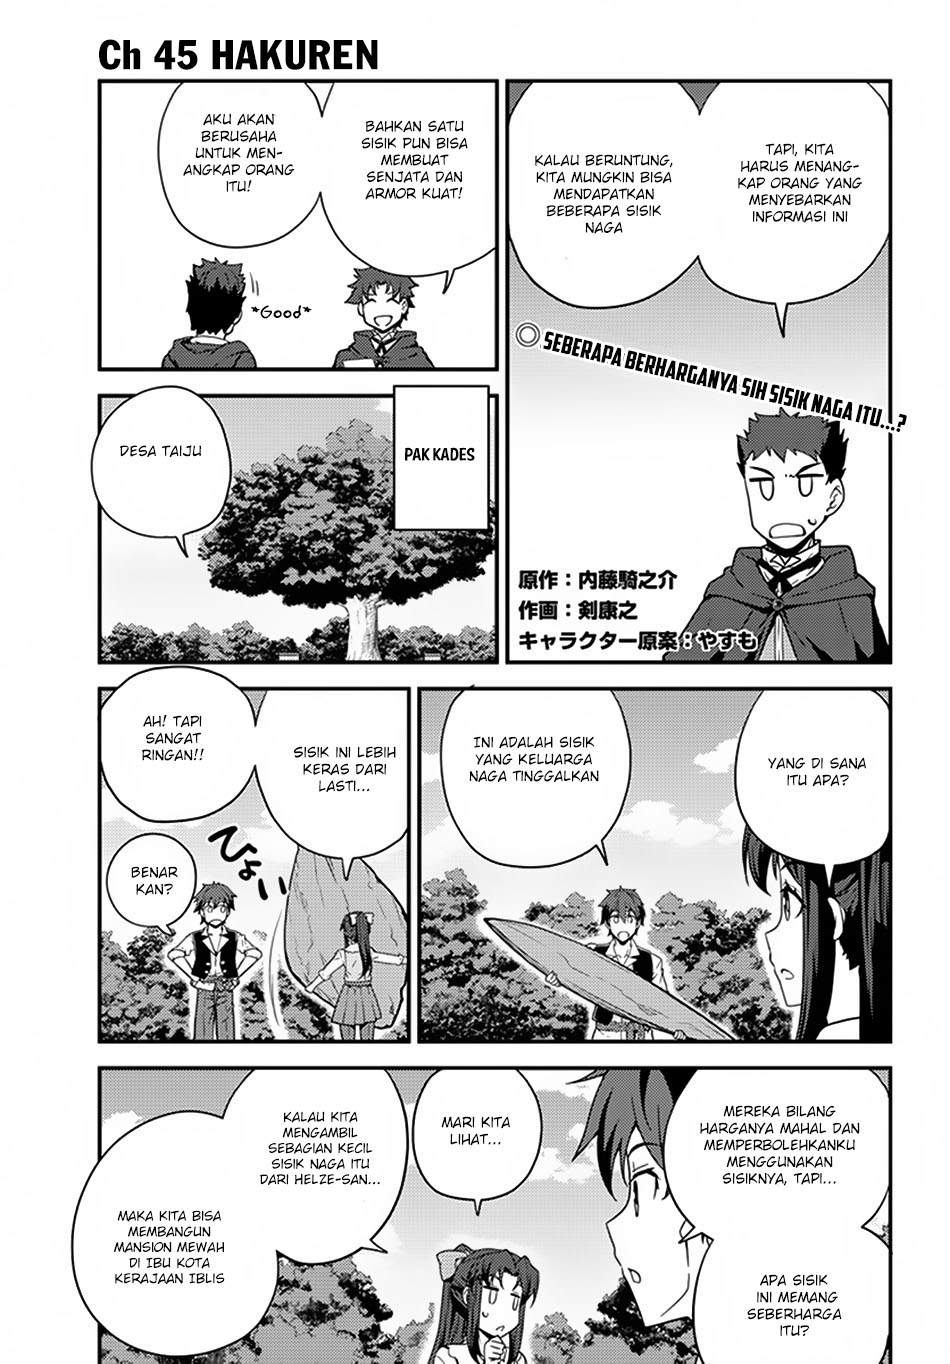 Ch 45 HAKUREN
TAPI, KITA
HARUS MENANG-
KAP ORANG YANG
MENYEBARKAN
INFORMASI INI
KALAU BERUNTUNG,
KITA MUNGKIN BISA
MENDAPATKAN
BEBERAPA SISIK
NAGA
SEBERAPA BERHARGANYA SIH SISIK NAGA ITU...?
原作：内藤騎之介
作画：剣康之
キャラクター原案：やすも
BAHKAN SATU
SISIK PUN BISA
MEMBUAT
SENJATA DAN
ARMOR KUAT!
AKU AKAN
BERUSAHA
UNTUK MEN-
ANGKAP ORANG
ITU!
*Good*
PAK KADES
DESA TAIJU
YANG DI SANA
ITU APA?
INI ADALAH SISIK
YANG KELUARGA
NAGA TINGGALKAN
SISIK INI LEBIH
KERAS DARI
LASTI...
AH! TAPI
SANGAT
RINGAN!!
ひょい
BENAR
KAN?
MEREKA BILANG
HARGANYA MAHAL DAN
MEMPERBOLEHKANKU
MENGGUNAKAN
SISIKNYA, TAPI...
APA SISIK
INI MEMANG
SEBERHARGA
ITU?
MARI KITA
LIHAT...
KALAU KITA
MENGAMBIL
SEBAGIAN KECIL
SISIK NAGA ITU
DARI HELZE-SAN...
MAKA KITA BISA
MEMBANGUN
MANSION MEWAH
DI IBU KOTA
KERAJAAN IBLIS